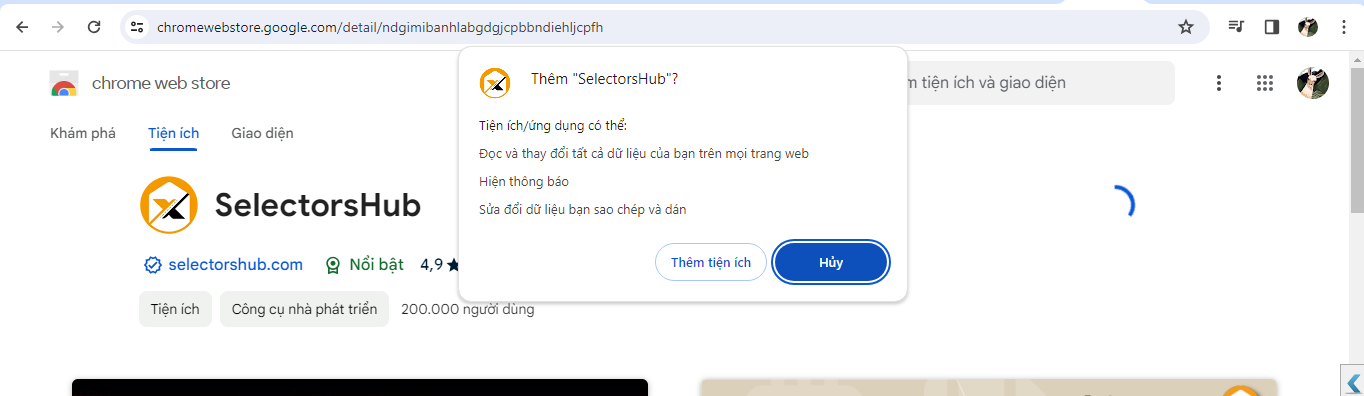 chromewebstore.google.com/detail/ndgimibanhlabgdgjcpbbndiehljcpfh
chrome web store
Thêm "SelectorsHub"?
m tiện ích và giao diện
Tiện ích/ứng dụng có thể:
Khám phá
Tiện ích
Giao diện
Đọc và thay đổi tất cả dữ liệu của bạn trên mọi trang web
Hiện thông báo
Sửa đổi dữ liệu bạn sao chép và dán
SelectorsHub
selectorshub.com
Nổi bật
4,9
Thêm tiện ích
Hủy
Tiện ích
Công cụ nhà phát triển
200.000 người dùng